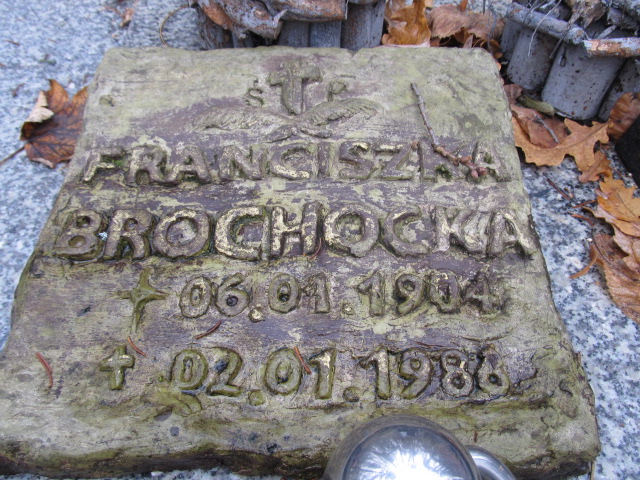 Ś P
FRANCISZKA
BROCHOCKA
06.01.1904
02.01.1986